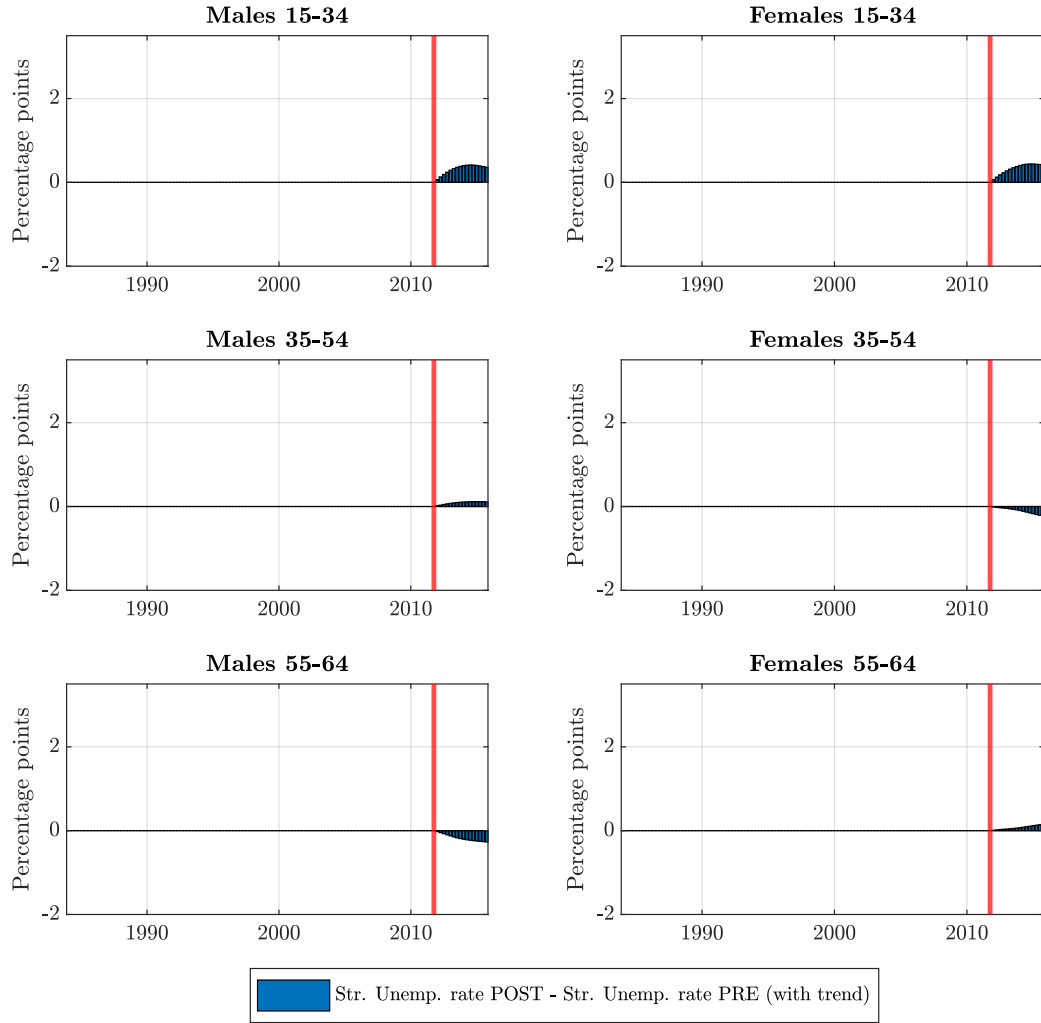 Males 15-34
Females 15-34
Percentage points
2
0
-2
1990
2000
2010
Percentage points
2
0
-2
1990
2000
2010
Males 35-54
Females 35-54
Percentage points
2
0
-2
1990
2000
2010
Percentage points
2
0
-2
1990
2000
2010
Males 55-64
Females 55-64
Percentage points
2
0
-2
1990
2000
2010
Percentage points
2
0
-2
1990
2000
2010
Str. Unemp. rate POST - Str. Unemp. rate PRE (with trend)